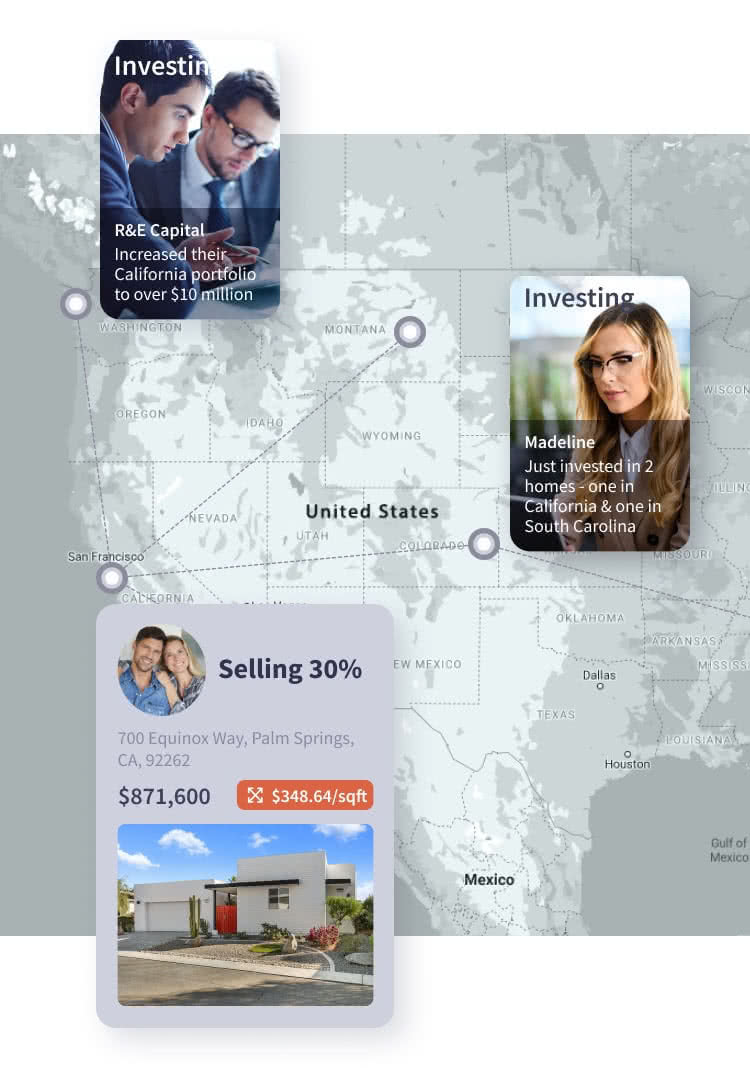 Investing
R&E Capital
Increased their
California portfolio
to over $10 million
WASHINGTON
MONTANA
Investing
Madeline
Just invested in 2
homes - one in
California & one in
South Carolina
OREGON
IDAHO
WYOMING
WISCON
NEVADA
UTAH
United States
COLORADO
ILLINO
MISSOURI
San Francisco
CALIFORNIA
OKLAHOMA
ARKANSAS
MISSISS
EW MEXICO
Dallas
TEXAS
LOUISIANA
Houston
Gulf of
Mexico
Mexico
Selling 30%
700 Equinox Way, Palm Springs,
CA, 92262
$871,600
$348.64/sqft